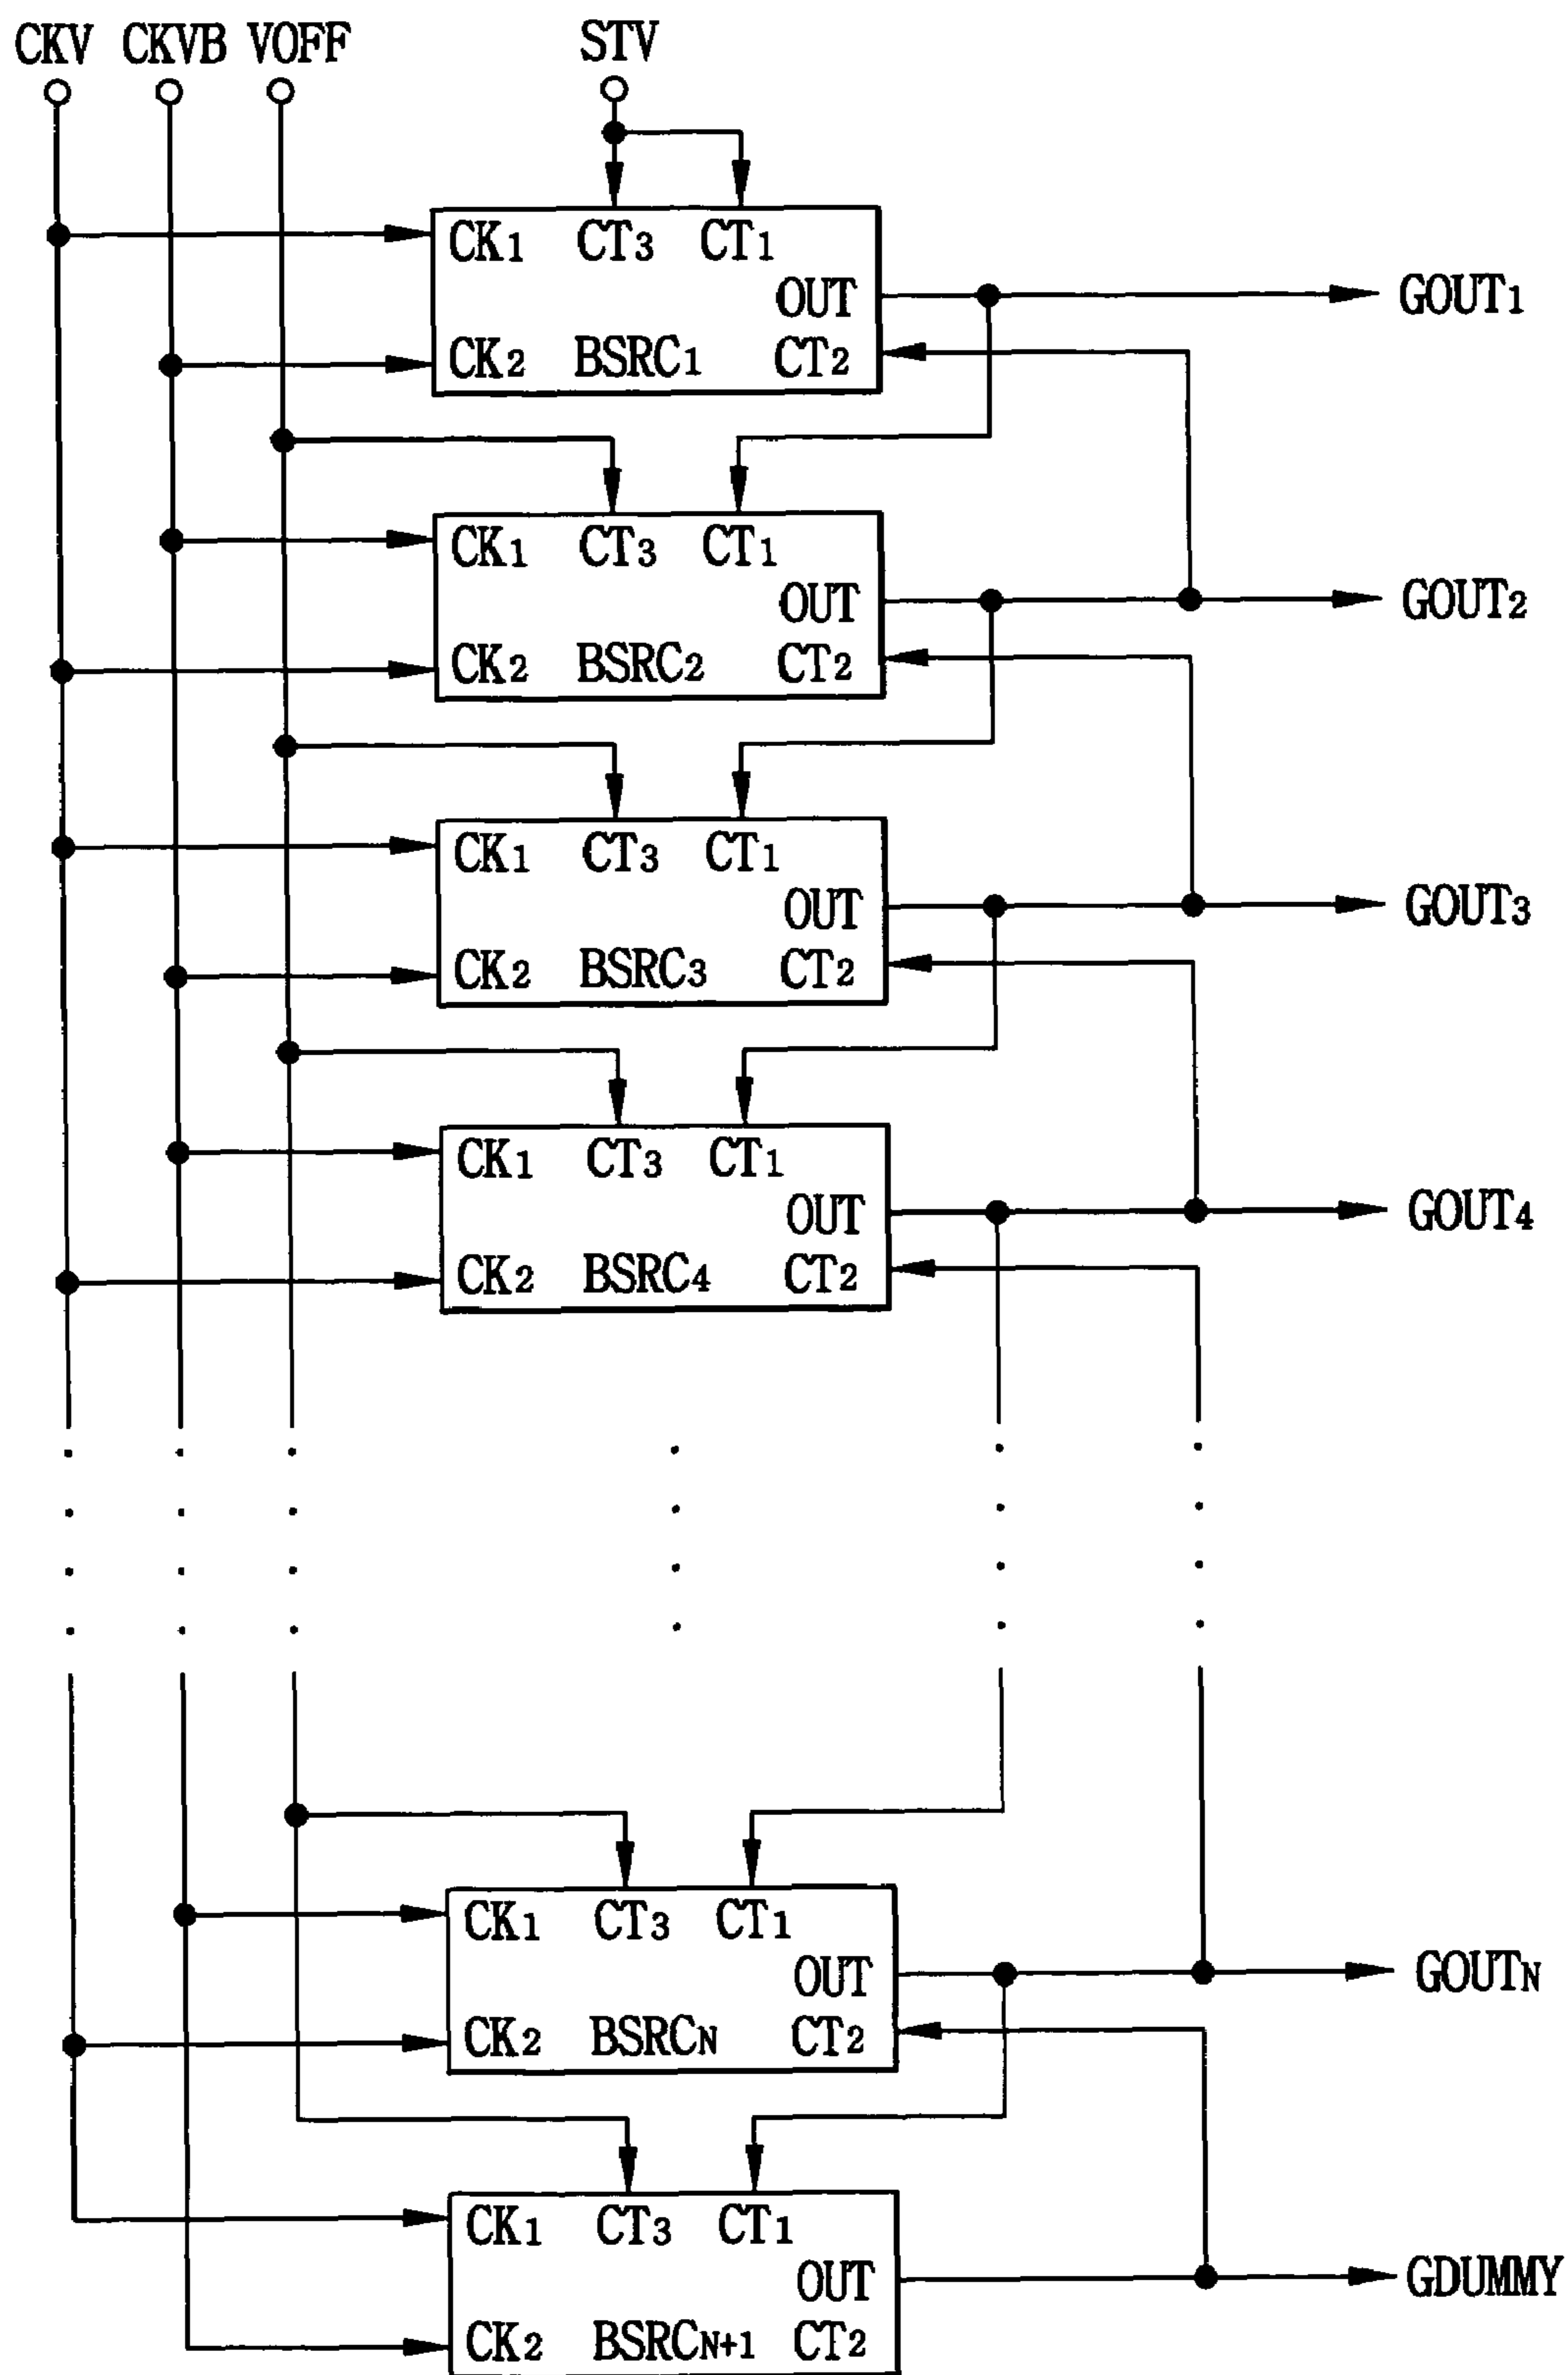 CKV CKVB VOFF STV
CK1 CT3 CT1
OUT GOUT1
CK2 BSRC1 CT2
CK1 CT3 CT1
OUT GOUT2
CK2 BSRC2 CT2
CK1 CT3 CT1
OUT GOUT3
CK2 BSRC3 CT2
CK1 CT3 CT1
OUT GOUT4
CK2 BSRC4 CT2
CK1 CT3 CT1
OUT GOUTN
CK2 BSRCN CT2
CK1 CT3 CT1
OUT GDUMMY
CK2 BSRCN+1 CT2